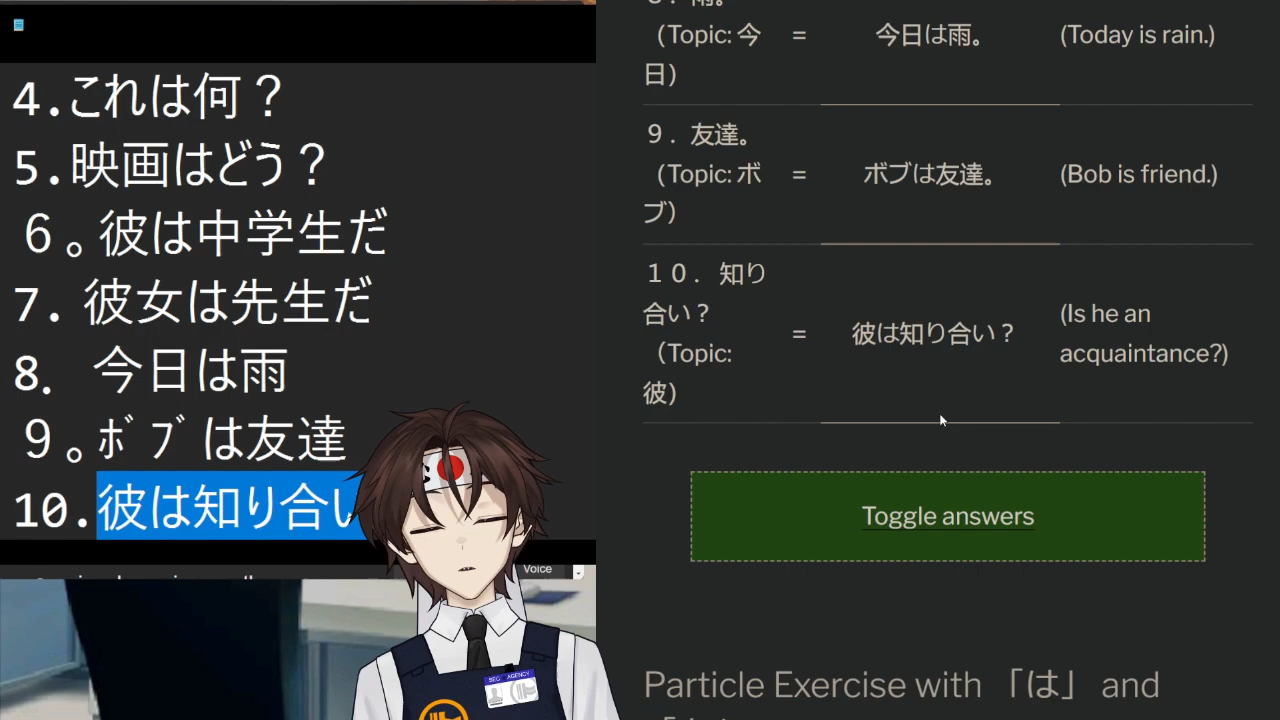 4.これは何？
5.映画はどう？
６。彼は中学生だ
7. 彼女は先生だ
8. 今日は雨
９。ﾎﾞﾌﾞは友達
10.彼は知り合い
Voice
SEC AGENCY
(Topic: 今
日)
=
今日は雨。
(Today is rain.)
９．友達。
(Topic: ボ
ブ)
=
ボブは友達。
(Bob is friend.)
１０．知り
合い？
（Topic:
彼)
=
彼は知り合い？
(Is he an
acquaintance?)
Toggle answers
Particle Exercise with 「は」 and